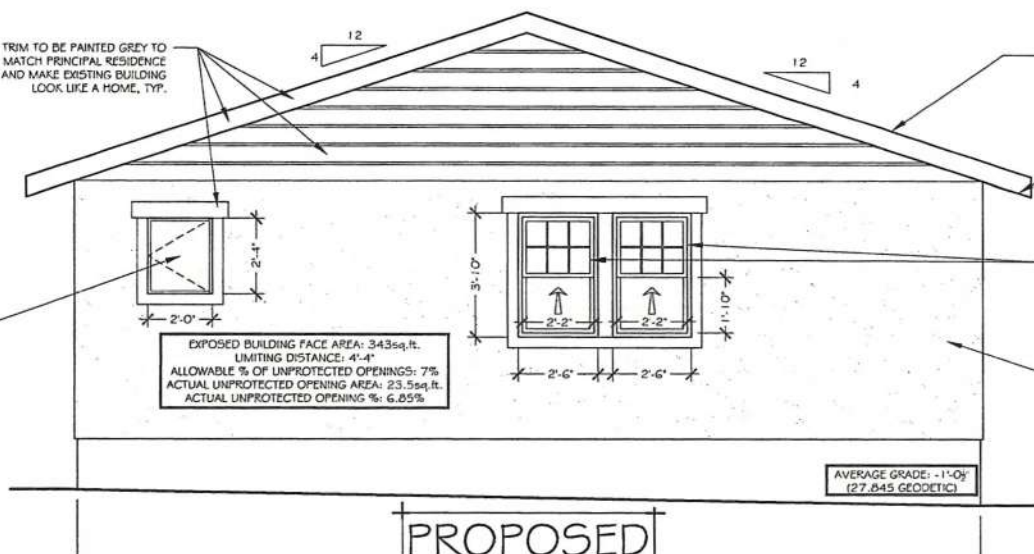 TRIM TO BE PAINTED GREY TO
MATCH PRINCIPAL RESIDENCE
AND MAKE EXISTING BUILDING
LOOK LIKE A HOME, TYP.
12
4
12
4
2'-4"
2'-0"
3'-10"
2'-2"
2'-2"
1'-10"
2'-6"
2'-6"
EXPOSED BUILDING FACE AREA: 343sq.ft.
LIMITING DISTANCE: 4'-4"
ALLOWABLE % OF UNPROTECTED OPENINGS: 7%
ACTUAL UNPROTECTED OPENING AREA: 23.5sq.ft.
ACTUAL UNPROTECTED OPENING %: 6.85%
AVERAGE GRADE: -1'-0½"
(27.845 GEODETIC)
PROPOSED